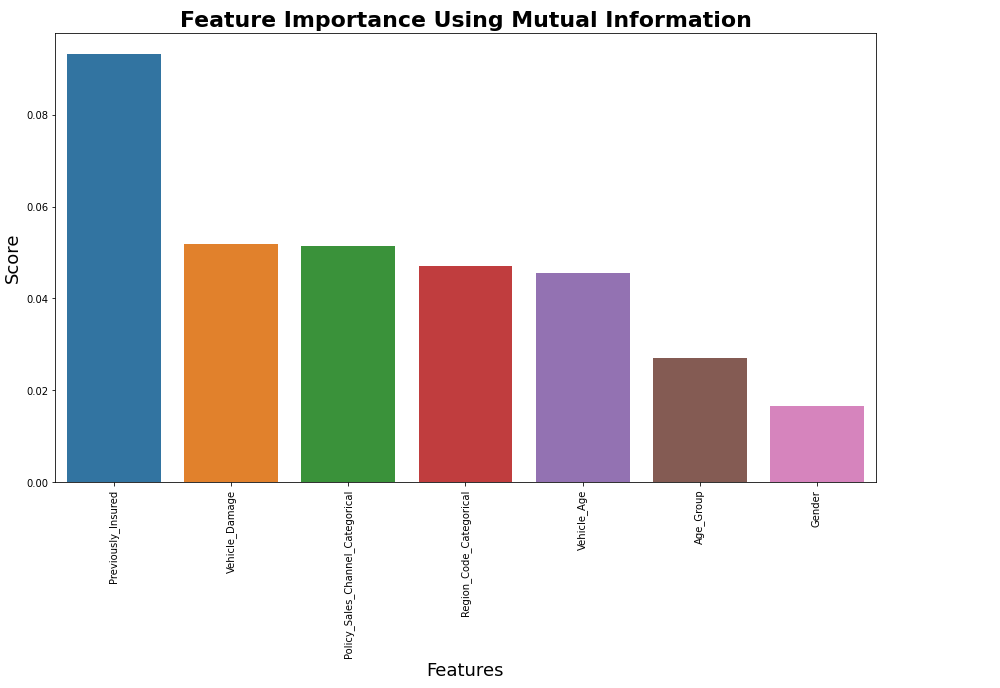 Feature Importance Using Mutual Information
Score
0.08
0.06
0.04
0.02
0.00
Previously_Insured
Vehicle_Damage
Policy_Sales_Channel_Categorical
Region_Code_Categorical
Vehicle_Age
Age_Group
Gender
Features